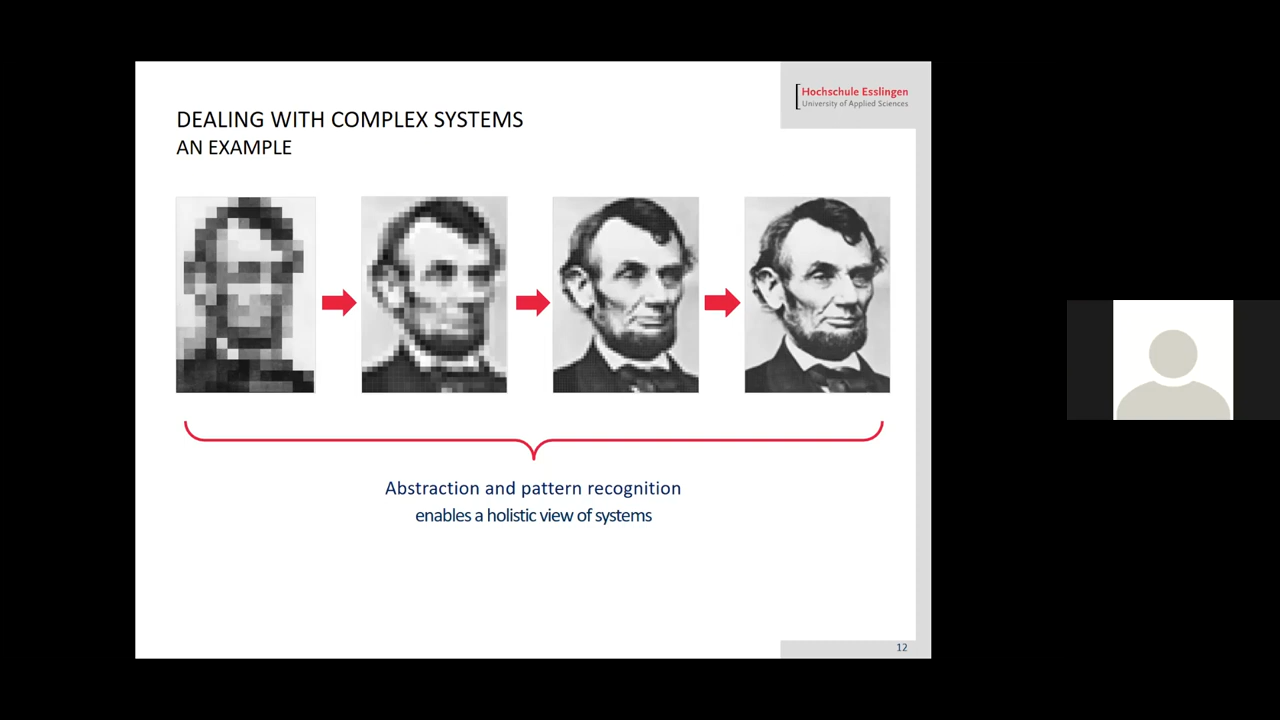 Hochschule Esslingen
University of Applied Sciences
DEALING WITH COMPLEX SYSTEMS
AN EXAMPLE
Abstraction and pattern recognition
enables a holistic view of systems
12